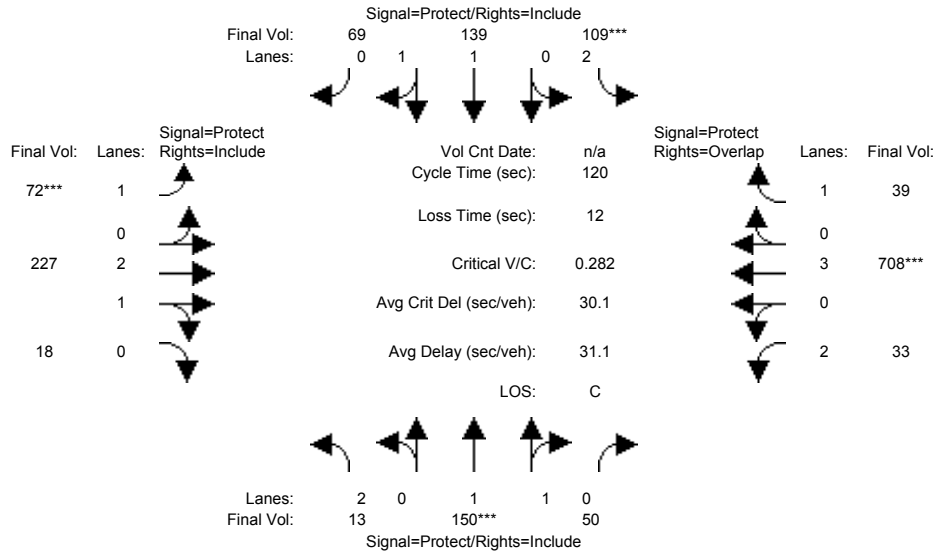 Signal=Protect/Rights=Include
Final Vol: 69 139 109***
Lanes: 0 1 1 0 2
Signal=Protect
Final Vol: Lanes: Rights=Include
Vol Cnt Date: n/a
Signal=Protect
Rights=Overlap Lanes: Final Vol:
Cycle Time (sec): 120
72*** 1
1 39
Loss Time (sec): 12
0
0
227 2
Critical V/C: 0.282
3 708***
1
Avg Crit Del (sec/veh): 30.1
0
18 0
Avg Delay (sec/veh): 31.1
2 33
LOS: C
Lanes: 2 0 1 1 0
Final Vol: 13 150*** 50
Signal=Protect/Rights=Include